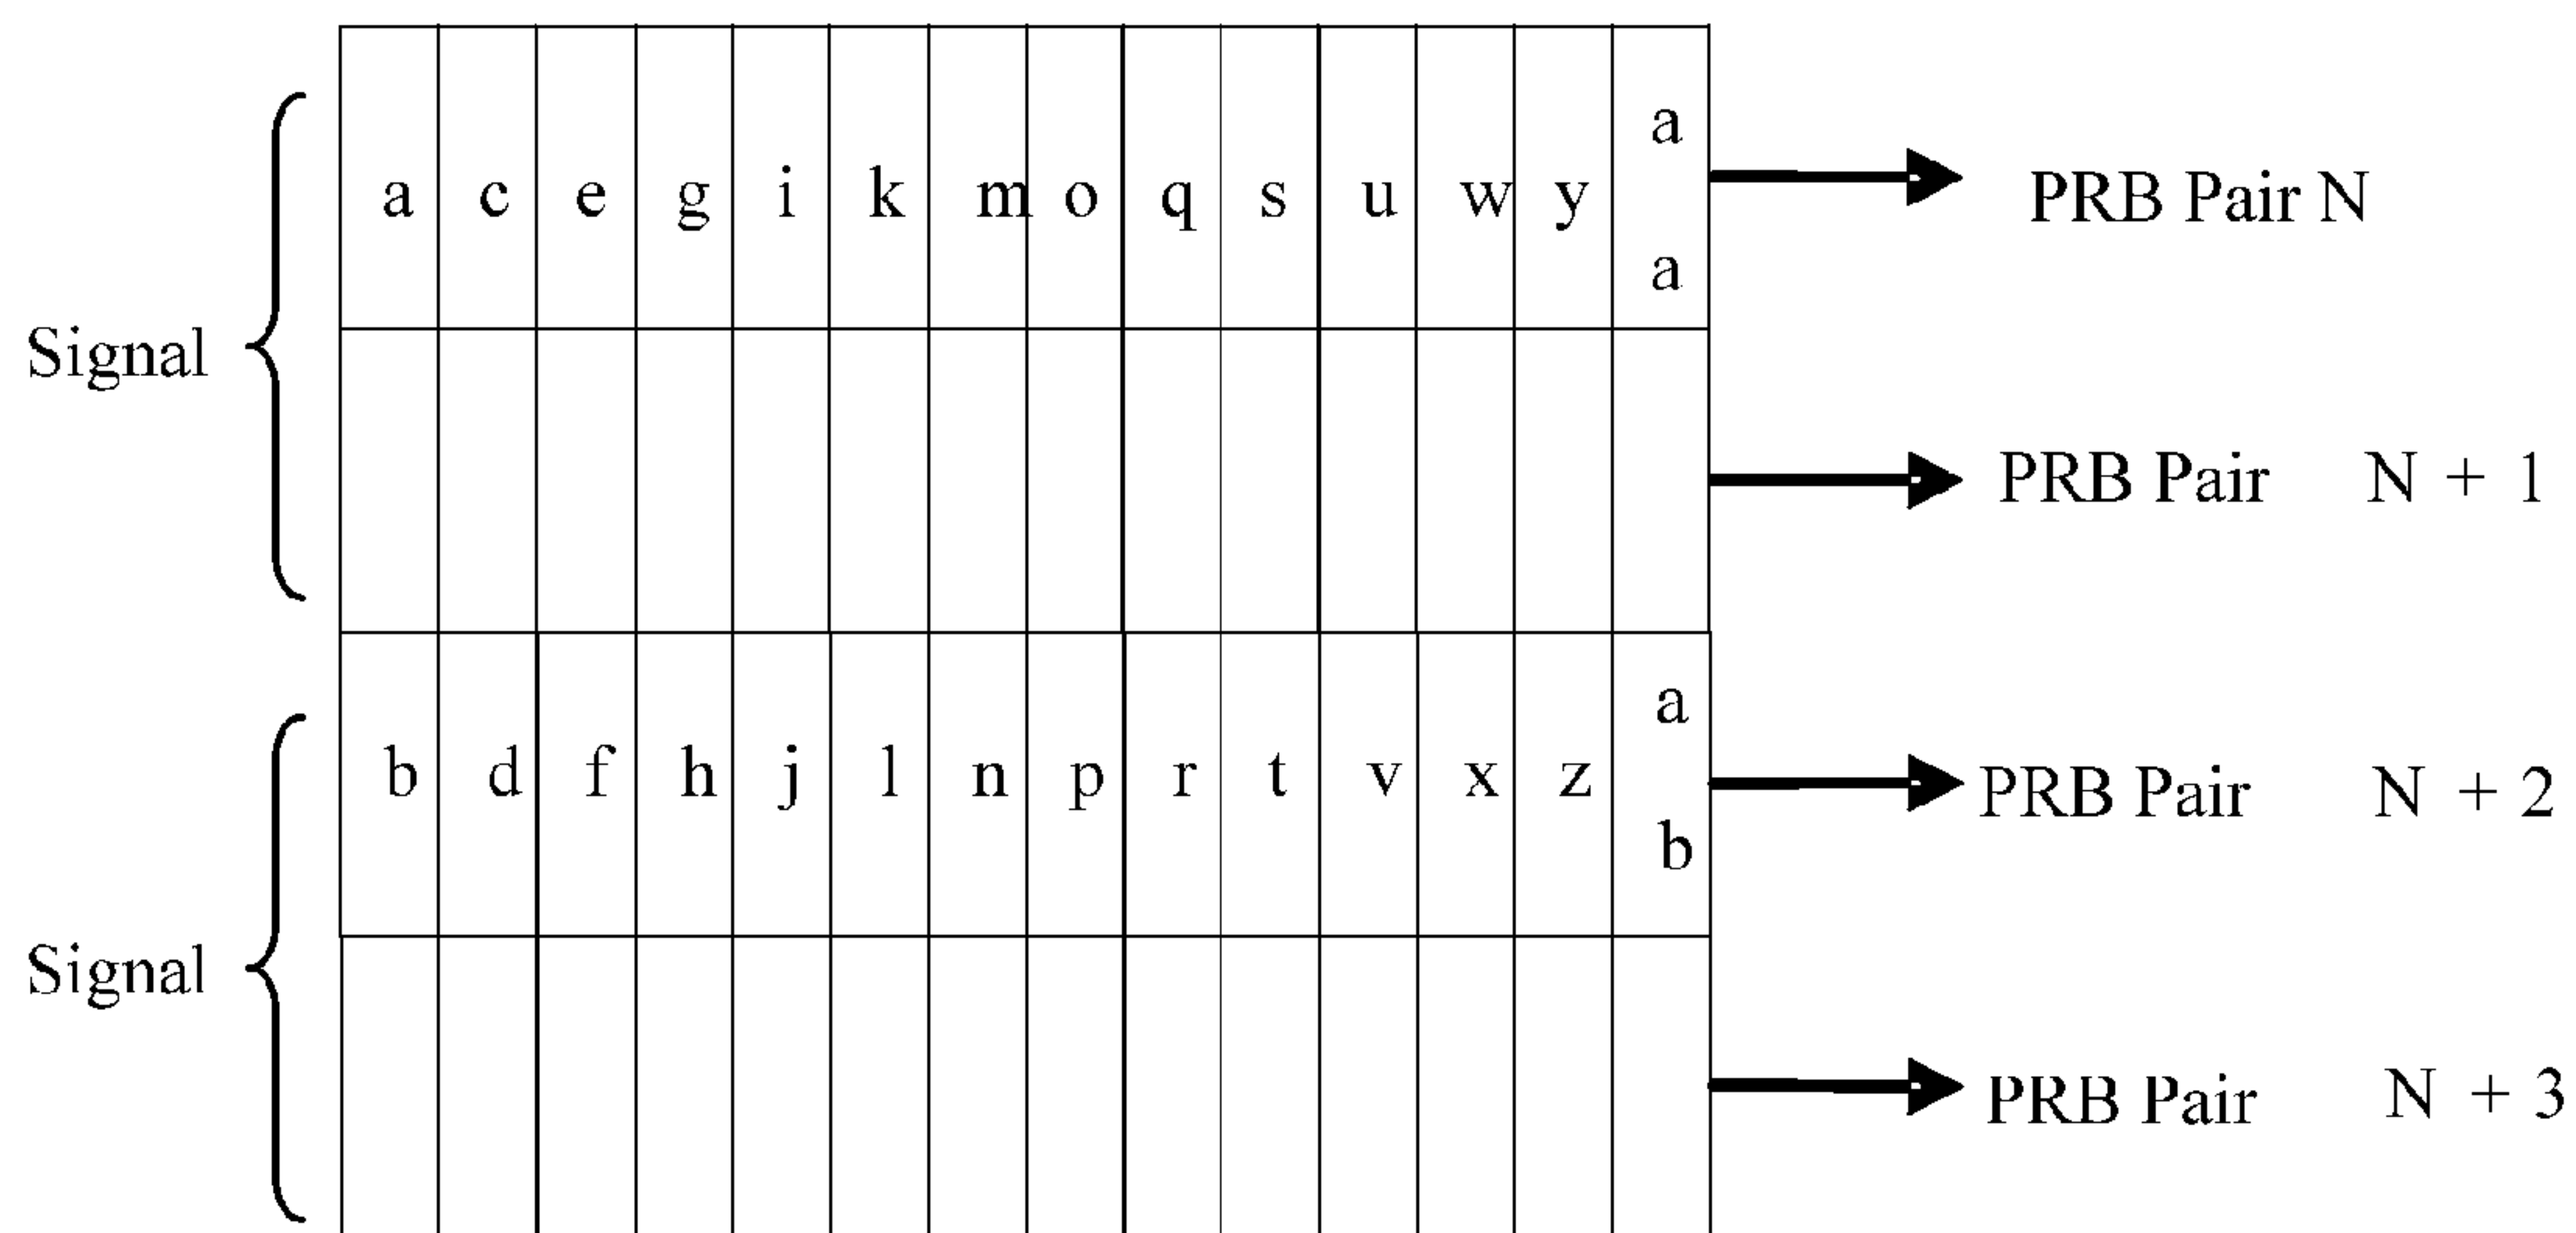 a
a c e g i k m o q s u w y PRB Pair N
a
Signal
PRB Pair N + 1
a
b d f h j l n p r t v x z PRB Pair N + 2
b
Signal
PRB Pair N + 3